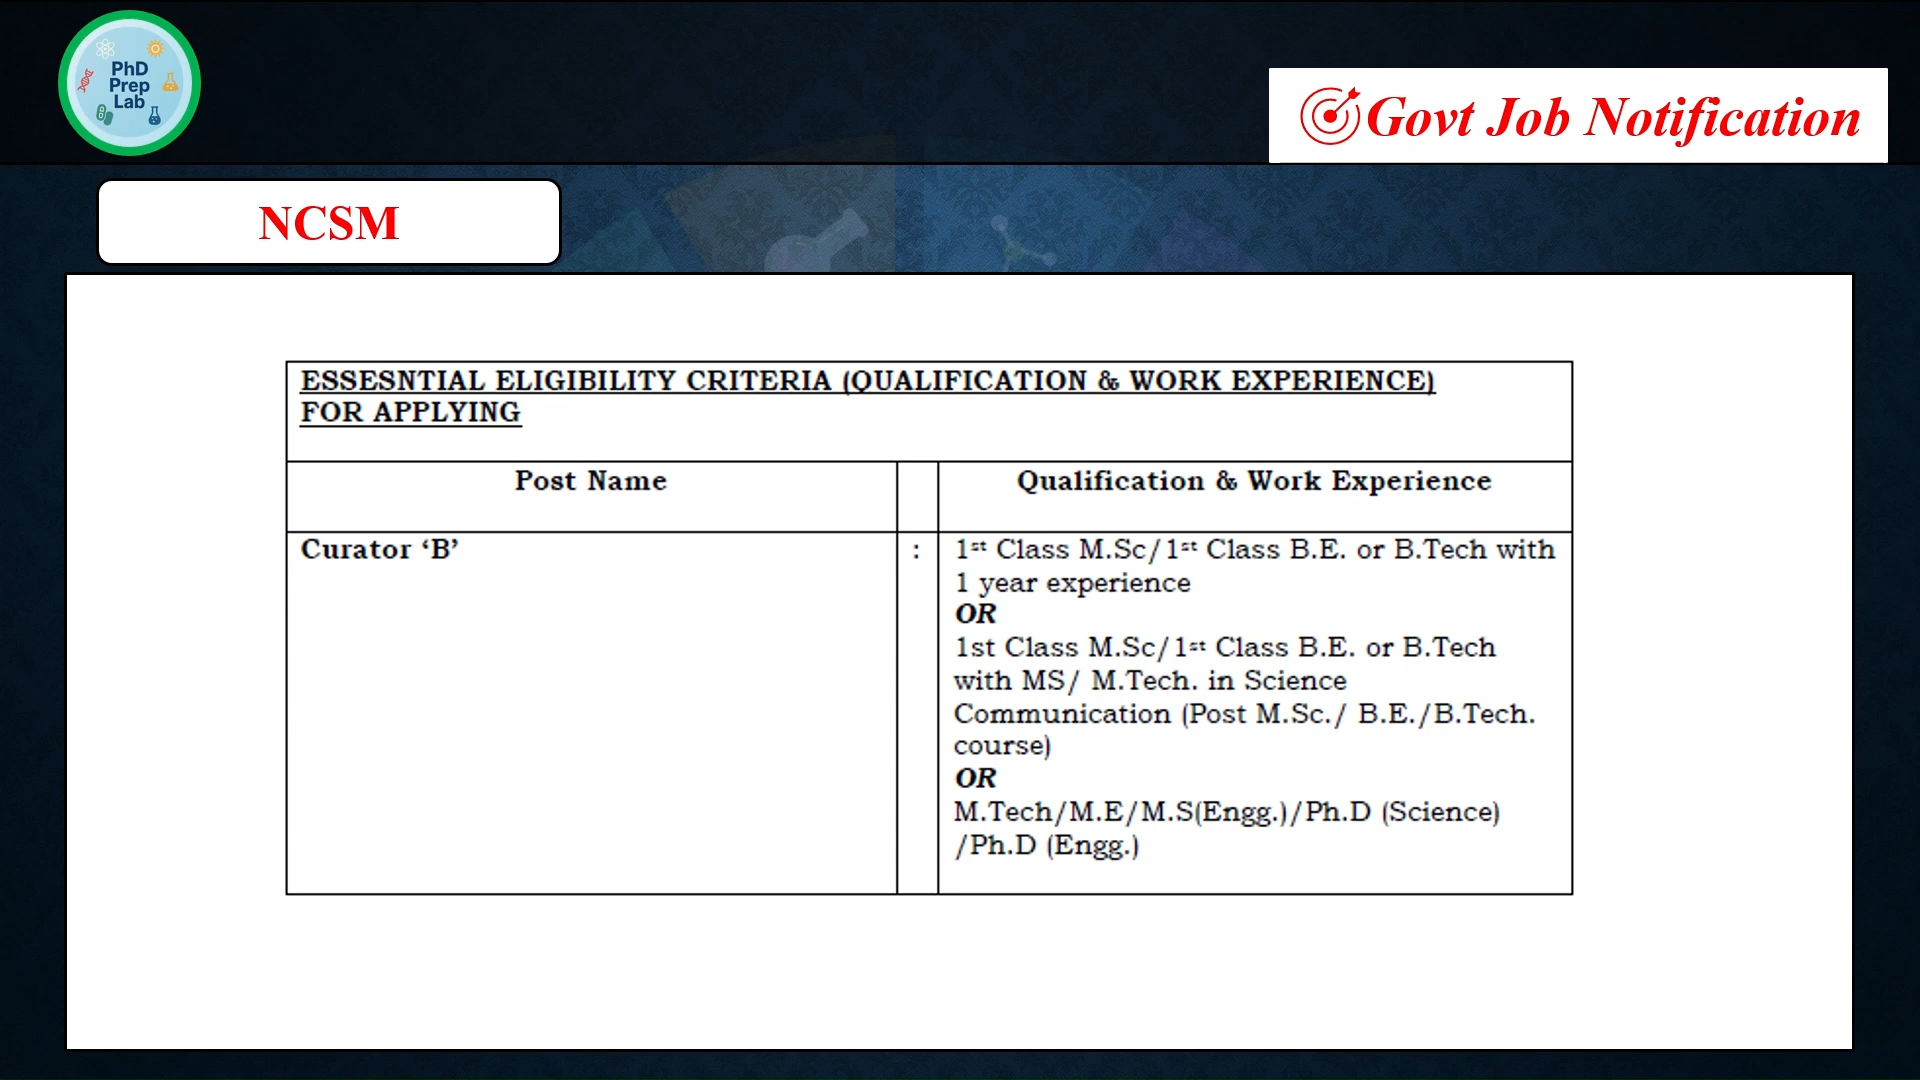 PhD
Prep
Lab
Govt Job Notification
NCSM
ESSESNTIAL ELIGIBILITY CRITERIA (QUALIFICATION & WORK EXPERIENCE)
FOR APPLYING
Post Name
Qualification & Work Experience
Curator ‘B’
:
1st Class M.Sc/1st Class B.E. or B.Tech with
1 year experience
OR
1st Class M.Sc/1st Class B.E. or B.Tech
with MS/ M.Tech. in Science
Communication (Post M.Sc./ B.E./B.Tech.
course)
OR
M.Tech/M.E/M.S(Engg.)/Ph.D (Science)
/Ph.D (Engg.)